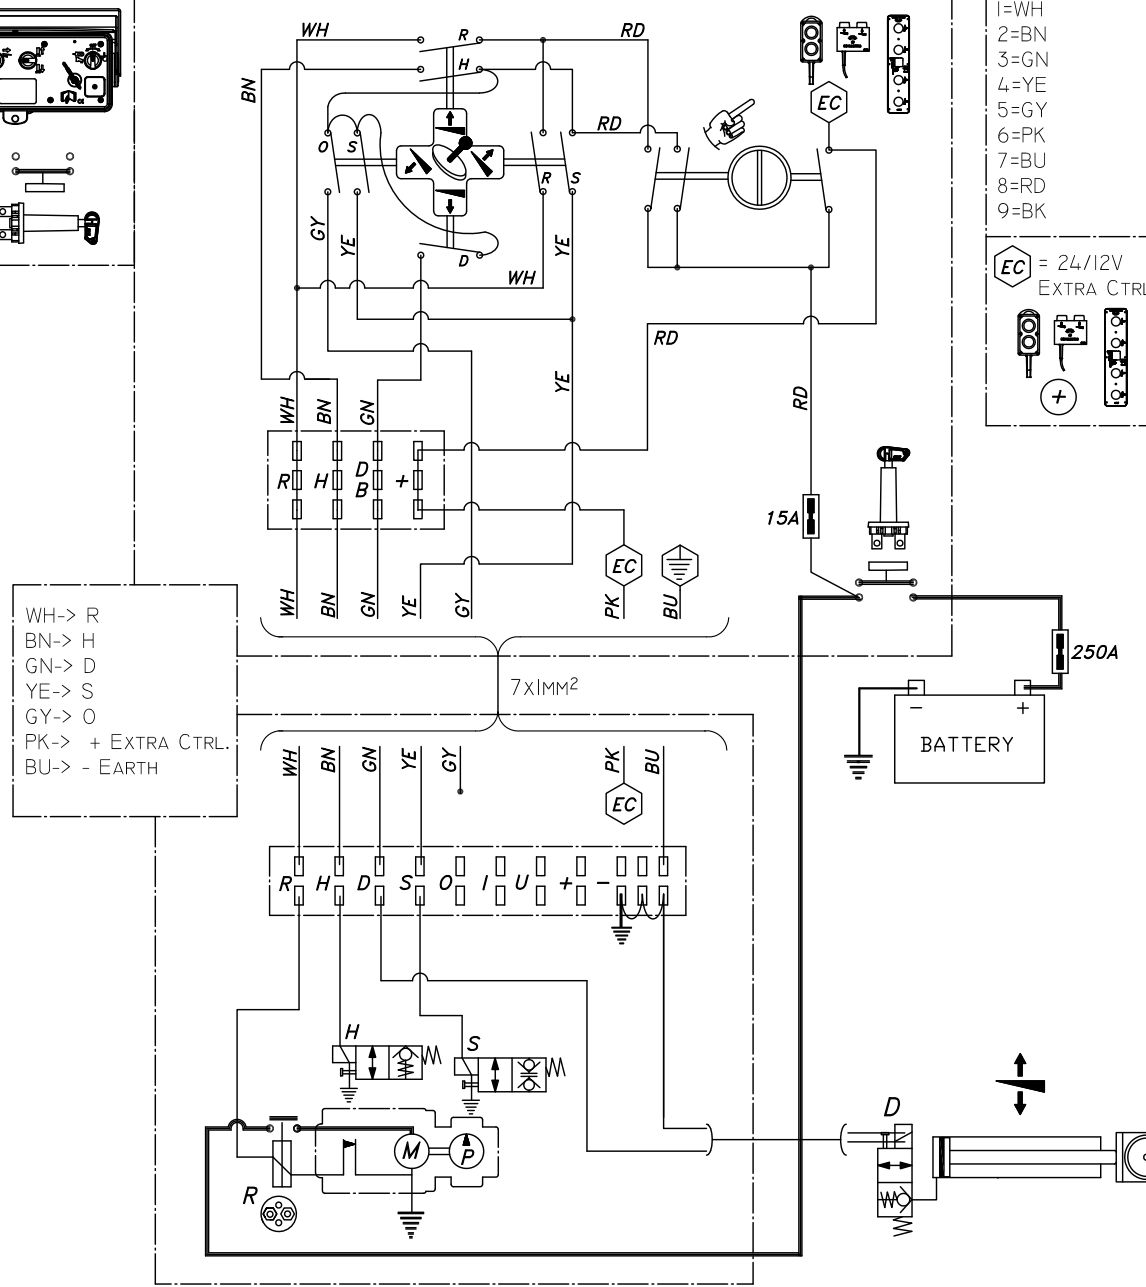 1=WH
2=BN
3=GN
4=YE
5=GY
6=PK
7=BU
8=RD
9=BK
EC = 24/12V
EXTRA CTRL
+
WH
R
RD
H
BN
EC
RD
O
S
R
S
GY
YE
YE
D
WH
RD
YE
RD
WH
BN
GN
R
H
D
B
+
15A
EC
WH
BN
GN
YE
GY
PK
BU
WH-> R
BN-> H
GN-> D
YE-> S
GY-> O
PK-> + EXTRA CTRL.
BU-> - EARTH
250A
7x1MM²
- +
BATTERY
WH
BN
GN
YE
GY
PK
BU
EC
R H D S O I U + -
H
S
D
M
P
R